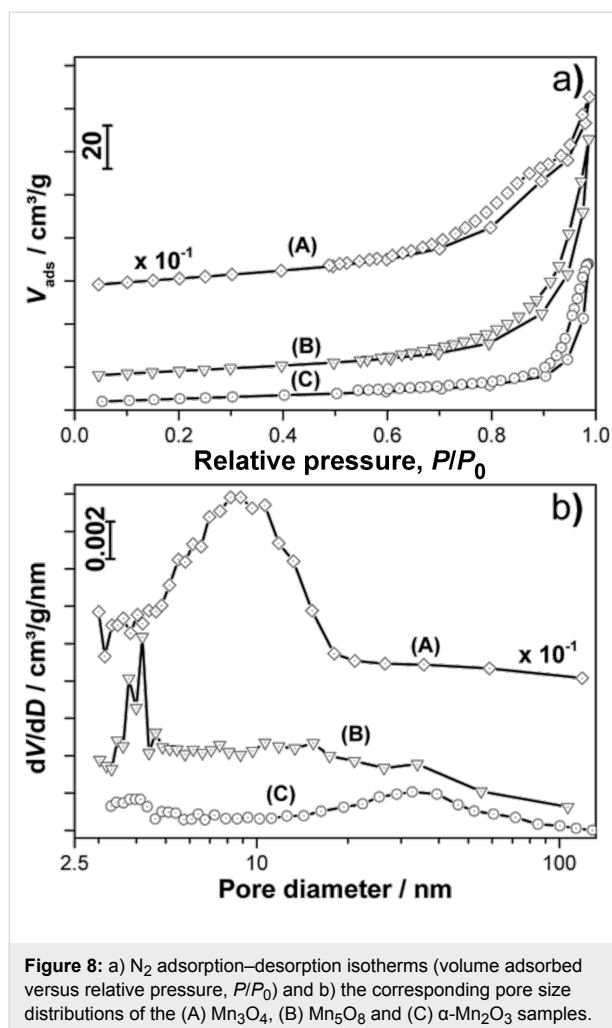 a)
20
V_ads / cm³/g
(A)
x 10⁻¹
(B)
(C)
0.0 0.2 0.4 0.6 0.8 1.0
Relative pressure, P/P₀
b)
0.002
dV/dD / cm³/g/nm
(A)
x 10⁻¹
(B)
(C)
2.5 10 100
Pore diameter / nm
Figure 8: a) N₂ adsorption–desorption isotherms (volume adsorbed
versus relative pressure, P/P₀) and b) the corresponding pore size
distributions of the (A) Mn₃O₄, (B) Mn₅O₈ and (C) α-Mn₂O₃ samples.